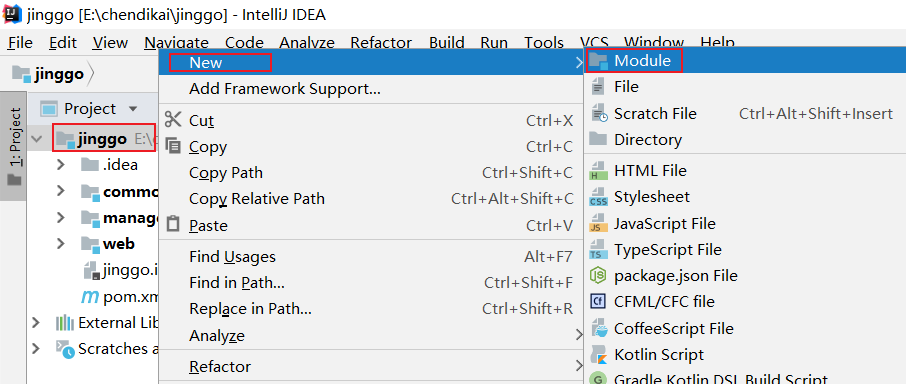 jinggo [E:\chendikai\jinggo] - IntelliJ IDEA
File Edit View Navigate Code Analyze Refactor Build Run Tools VCS Window Help
jinggo
1: Project
Project
jinggo E:\
.idea
commo
manage
web
jinggo.i
pom.xm
External Lib
Scratches a
New
Add Framework Support...
Cut Ctrl+X
Copy Ctrl+C
Copy Path Ctrl+Shift+C
Copy Relative Path Ctrl+Alt+Shift+C
Paste Ctrl+V
Find Usages Alt+F7
Find in Path... Ctrl+Shift+F
Replace in Path... Ctrl+Shift+R
Analyze
Refactor
Module
File
Scratch File Ctrl+Alt+Shift+Insert
Directory
HTML File
Stylesheet
JavaScript File
TypeScript File
package.json File
CFML/CFC file
CoffeeScript File
Kotlin Script
Gradle Kotlin DSL Build Script